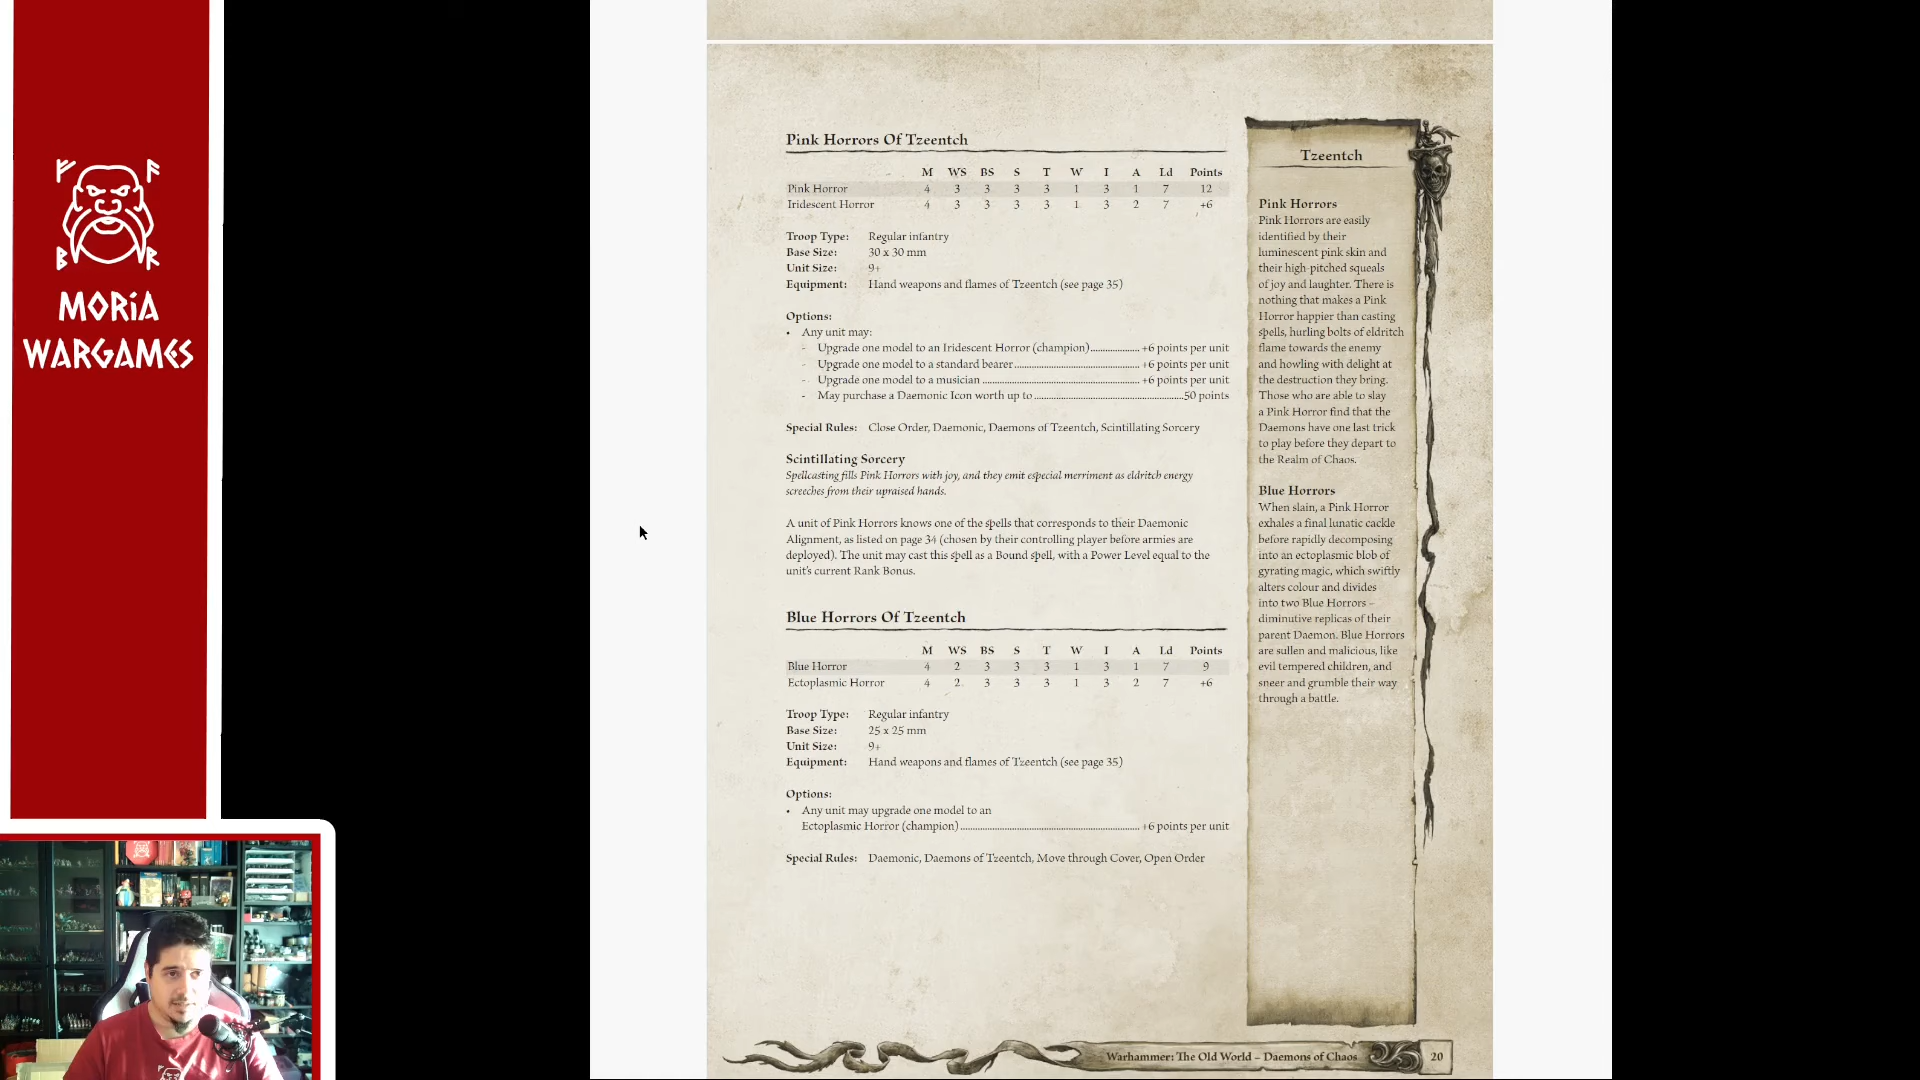 MORIA
WARGAMES
Pink Horrors Of Tzeentch
M WS BS S T W I A Ld Points
Pink Horror 4 3 3 3 3 1 3 1 7 12
Iridescent Horror 4 3 3 3 3 1 3 2 7 +6
Troop Type: Regular infantry
Base Size: 30 x 30 mm
Unit Size: 9+
Equipment: Hand weapons and flames of Tzeentch (see page 35)
Options:
• Any unit may:
- Upgrade one model to an Iridescent Horror (champion)................... +6 points per unit
- Upgrade one model to a standard bearer................................................ +6 points per unit
- Upgrade one model to a musician ........................................................... +6 points per unit
- May purchase a Daemonic Icon worth up to ..........................................................50 points
Special Rules: Close Order, Daemonic, Daemons of Tzeentch, Scintillating Sorcery
Scintillating Sorcery
Spellcasting fills Pink Horrors with joy, and they emit especial merriment as eldritch energy
screeches from their upraised hands.
A unit of Pink Horrors knows one of the spells that corresponds to their Daemonic
Alignment, as listed on page 34 (chosen by their controlling player before armies are
deployed). The unit may cast this spell as a Bound spell, with a Power Level equal to the
unit's current Rank Bonus.
Blue Horrors Of Tzeentch
M WS BS S T W I A Ld Points
Blue Horror 4 2 3 3 3 1 3 1 7 9
Ectoplasmic Horror 4 2 3 3 3 1 3 2 7 +6
Troop Type: Regular infantry
Base Size: 25 x 25 mm
Unit Size: 9+
Equipment: Hand weapons and flames of Tzeentch (see page 35)
Options:
• Any unit may upgrade one model to an
Ectoplasmic Horror (champion)..................................................................... +6 points per unit
Special Rules: Daemonic, Daemons of Tzeentch, Move through Cover, Open Order
Tzeentch
Pink Horrors
Pink Horrors are easily
identified by their
luminescent pink skin and
their high-pitched squeals
of joy and laughter. There is
nothing that makes a Pink
Horror happier than casting
spells, hurling bolts of eldritch
flame towards the enemy
and howling with delight at
the destruction they bring.
Those who are able to slay
a Pink Horror find that the
Daemons have one last trick
to play before they depart to
the Realm of Chaos.
Blue Horrors
When slain, a Pink Horror
exhales a final lunatic cackle
before rapidly decomposing
into an ectoplasmic blob of
gyrating magic, which swiftly
alters colour and divides
into two Blue Horrors –
diminutive replicas of their
parent Daemon. Blue Horrors
are sullen and malicious, like
evil tempered children, and
sneer and grumble their way
through a battle.
Warhammer: The Old World – Daemons of Chaos 20